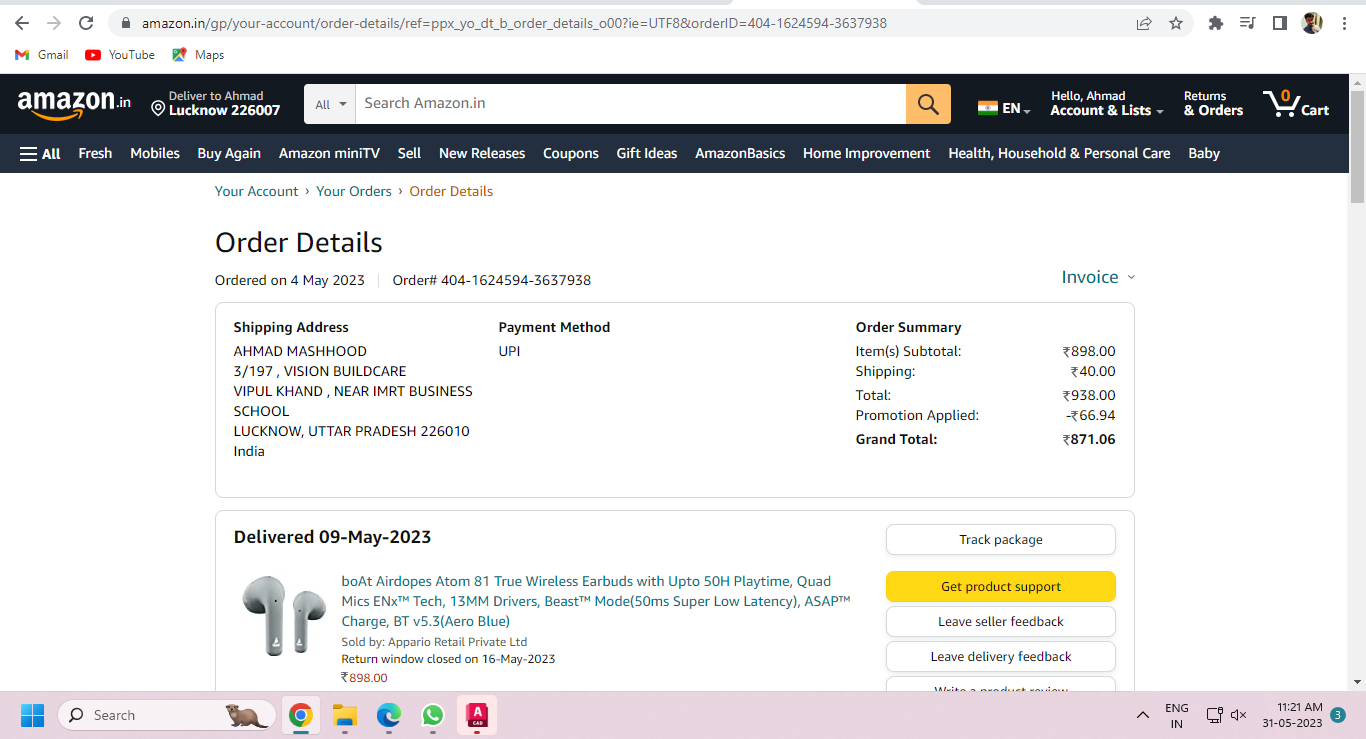 amazon.in/gp/your-account/order-details/ref=ppx_yo_dt_b_order_details_o00?ie=UTF8&orderID=404-1624594-3637938
Gmail YouTube Maps
amazon.in
Deliver to Ahmad
Lucknow 226007
All Search Amazon.in
EN
Hello, Ahmad
Account & Lists
Returns
& Orders
0
Cart
All Fresh Mobiles Buy Again Amazon miniTV Sell New Releases Coupons Gift Ideas AmazonBasics Home Improvement Health, Household & Personal Care Baby
Your Account › Your Orders › Order Details
Order Details
Ordered on 4 May 2023 Order# 404-1624594-3637938
Invoice
Shipping Address
AHMAD MASHHOOD
3/197 , VISION BUILDCARE
VIPUL KHAND , NEAR IMRT BUSINESS
SCHOOL
LUCKNOW, UTTAR PRADESH 226010
India
Payment Method
UPI
Order Summary
Item(s) Subtotal: ₹898.00
Shipping: ₹40.00
Total: ₹938.00
Promotion Applied: -₹66.94
Grand Total: ₹871.06
Delivered 09-May-2023
boAt Airdopes Atom 81 True Wireless Earbuds with Upto 50H Playtime, Quad
Mics ENx™ Tech, 13MM Drivers, Beast™ Mode(50ms Super Low Latency), ASAP™
Charge, BT v5.3(Aero Blue)
Sold by: Appario Retail Private Ltd
Return window closed on 16-May-2023
₹898.00
Track package
Get product support
Leave seller feedback
Leave delivery feedback
Write a product review
Search
A
CAD
ENG
IN
11:21 AM
31-05-2023
3